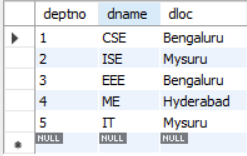 deptno dname dloc
1 CSE Bengaluru
2 ISE Mysuru
3 EEE Bengaluru
4 ME Hyderabad
5 IT Mysuru
NULL NULL NULL